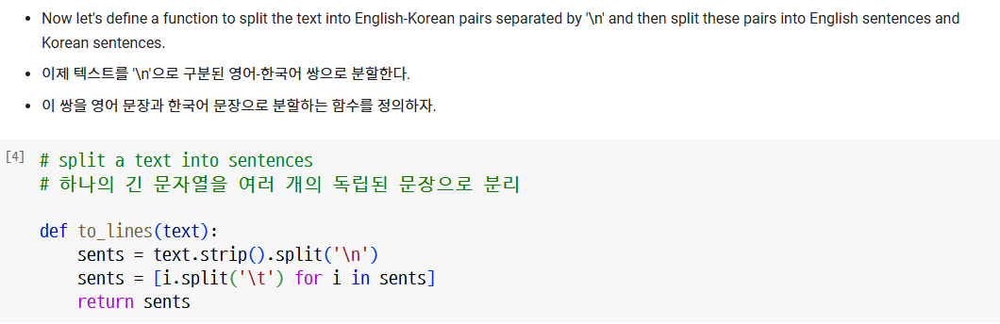 • Now let's define a function to split the text into English-Korean pairs separated by '\n' and then split these pairs into English sentences and
Korean sentences.
• 이제 텍스트를 '\n'으로 구분된 영어-한국어 쌍으로 분할한다.
• 이 쌍을 영어 문장과 한국어 문장으로 분할하는 함수를 정의하자.
[4] # split a text into sentences
# 하나의 긴 문자열을 여러 개의 독립된 문장으로 분리
def to_lines(text):
    sents = text.strip().split('\n')
    sents = [i.split('\t') for i in sents]
    return sents